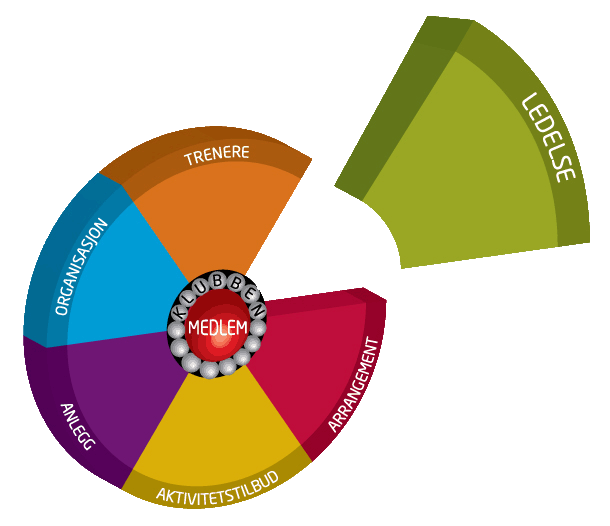 LEDELSE
TRENERE
ORGANISASJON
KLUBBEN
MEDLEM
ARRANGEMENT
ANLEGG
AKTIVITETSTILBUD